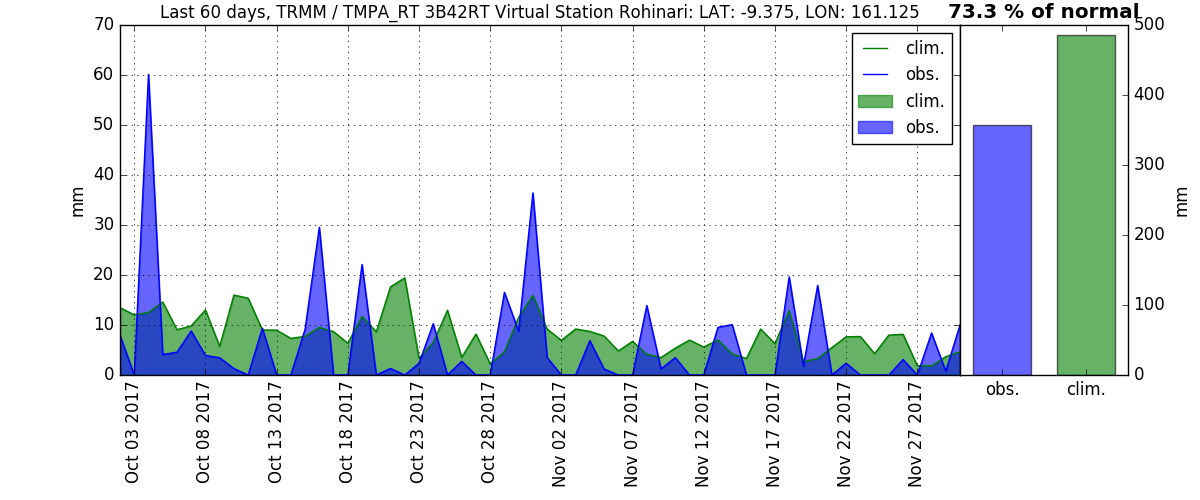 Last 60 days, TRMM / TMPA_RT 3B42RT Virtual Station Rohinari: LAT: -9.375, LON: 161.125
73.3 % of normal
70
60
50
40
30
20
10
0
mm
clim.
obs.
clim.
obs.
500
400
300
200
100
0
mm
obs.
clim.
Oct 03 2017
Oct 08 2017
Oct 13 2017
Oct 18 2017
Oct 23 2017
Oct 28 2017
Nov 02 2017
Nov 07 2017
Nov 12 2017
Nov 17 2017
Nov 22 2017
Nov 27 2017